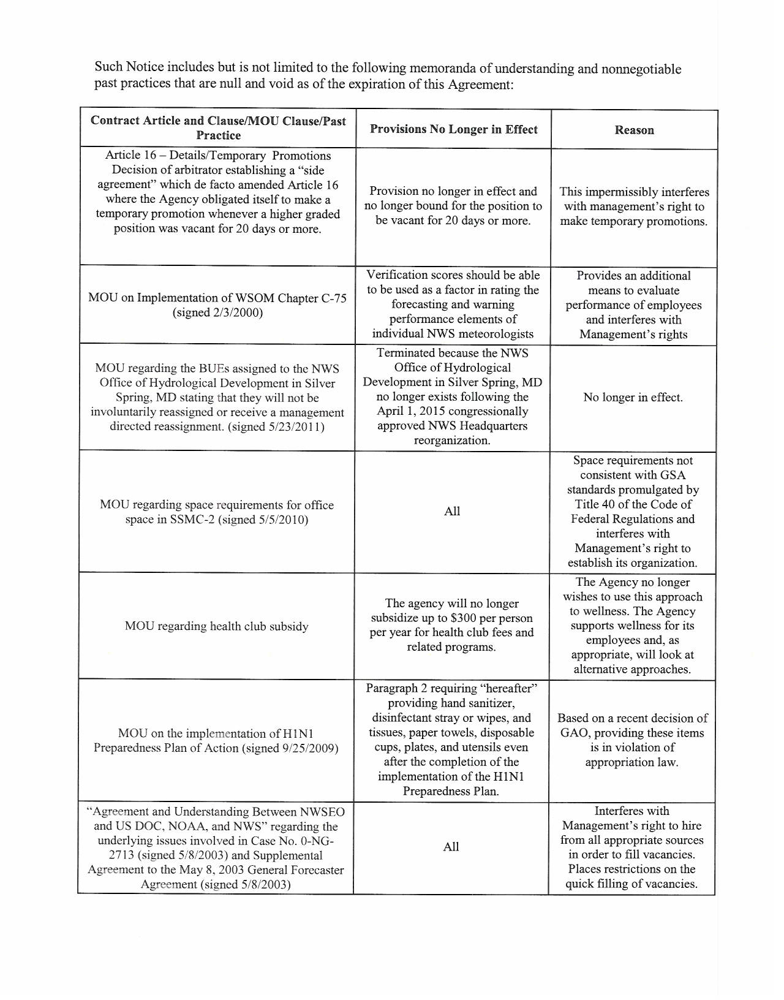 Such Notice includes but is not limited to the following memoranda of understanding and nonnegotiable
past practices that are null and void as of the expiration of this Agreement:
Contract Article and Clause/MOU Clause/Past
Practice
Provisions No Longer in Effect
Reason
Article 16 – Details/Temporary Promotions
Decision of arbitrator establishing a “side
agreement” which de facto amended Article 16
where the Agency obligated itself to make a
temporary promotion whenever a higher graded
position was vacant for 20 days or more.
Provision no longer in effect and
no longer bound for the position to
be vacant for 20 days or more.
This impermissibly interferes
with management’s right to
make temporary promotions.
MOU on Implementation of WSOM Chapter C-75
(signed 2/3/2000)
Verification scores should be able
to be used as a factor in rating the
forecasting and warning
performance elements of
individual NWS meteorologists
Provides an additional
means to evaluate
performance of employees
and interferes with
Management’s rights
MOU regarding the BUEs assigned to the NWS
Office of Hydrological Development in Silver
Spring, MD stating that they will not be
involuntarily reassigned or receive a management
directed reassignment. (signed 5/23/2011)
Terminated because the NWS
Office of Hydrological
Development in Silver Spring, MD
no longer exists following the
April 1, 2015 congressionally
approved NWS Headquarters
reorganization.
No longer in effect.
MOU regarding space requirements for office
space in SSMC-2 (signed 5/5/2010)
All
Space requirements not
consistent with GSA
standards promulgated by
Title 40 of the Code of
Federal Regulations and
interferes with
Management’s right to
establish its organization.
MOU regarding health club subsidy
The agency will no longer
subsidize up to $300 per person
per year for health club fees and
related programs.
The Agency no longer
wishes to use this approach
to wellness. The Agency
supports wellness for its
employees and, as
appropriate, will look at
alternative approaches.
MOU on the implementation of H1N1
Preparedness Plan of Action (signed 9/25/2009)
Paragraph 2 requiring “hereafter”
providing hand sanitizer,
disinfectant stray or wipes, and
tissues, paper towels, disposable
cups, plates, and utensils even
after the completion of the
implementation of the H1N1
Preparedness Plan.
Based on a recent decision of
GAO, providing these items
is in violation of
appropriation law.
“Agreement and Understanding Between NWSEO
and US DOC, NOAA, and NWS” regarding the
underlying issues involved in Case No. 0-NG-
2713 (signed 5/8/2003) and Supplemental
Agreement to the May 8, 2003 General Forecaster
Agreement (signed 5/8/2003)
All
Interferes with
Management’s right to hire
from all appropriate sources
in order to fill vacancies.
Places restrictions on the
quick filling of vacancies.